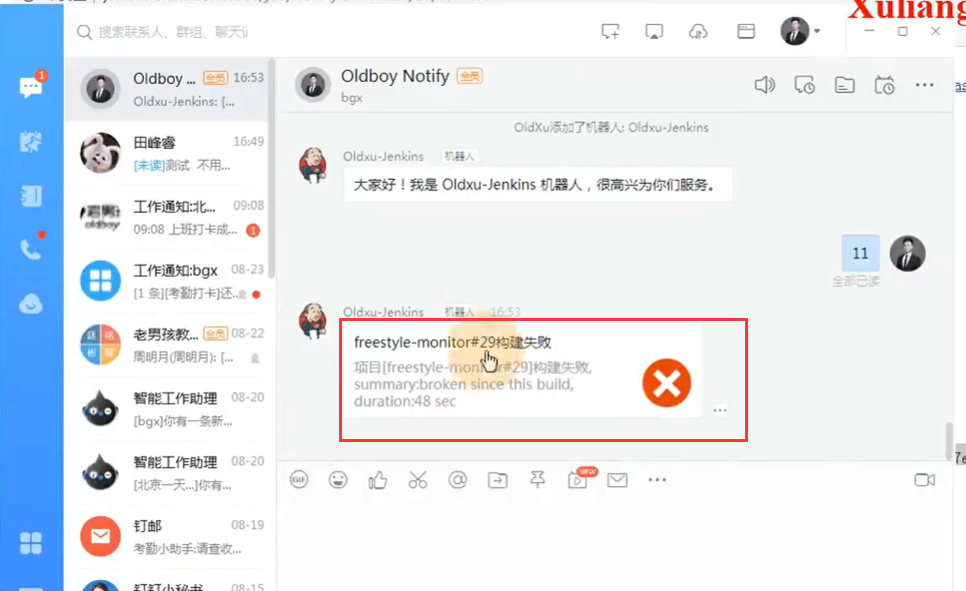 Xuliang
搜索联系人、群组、聊天记
1
Oldboy ... 全员 16:53
Oldxu-Jenkins: [...
田峰睿 16:49
[未读]测试 不用...
工作通知:北... 09:08
09:08 上班打卡成... 1
工作通知:bgx 08-23
[1 条][考勤打卡]还..
老男孩教... 全员 08-22
周明月(周明月): [...
智能工作助理 08-20
[bgx]你有一条新...
智能工作助理 08-20
[北京一天...]你有...
钉邮 08-19
考勤小助手:请查收...
钉钉小秘书 08-15
Oldboy Notify 全员
bgx
OldXu添加了机器人: Oldxu-Jenkins
Oldxu-Jenkins 机器人
大家好！我是 Oldxu-Jenkins 机器人，很高兴为你们服务。
11
全部已读
Oldxu-Jenkins 机器人 16:53
freestyle-monitor#29构建失败
项目[freestyle-monitor#29]构建失败,
summary:broken since this build,
duration:48 sec
GIF
NEW
as
7e